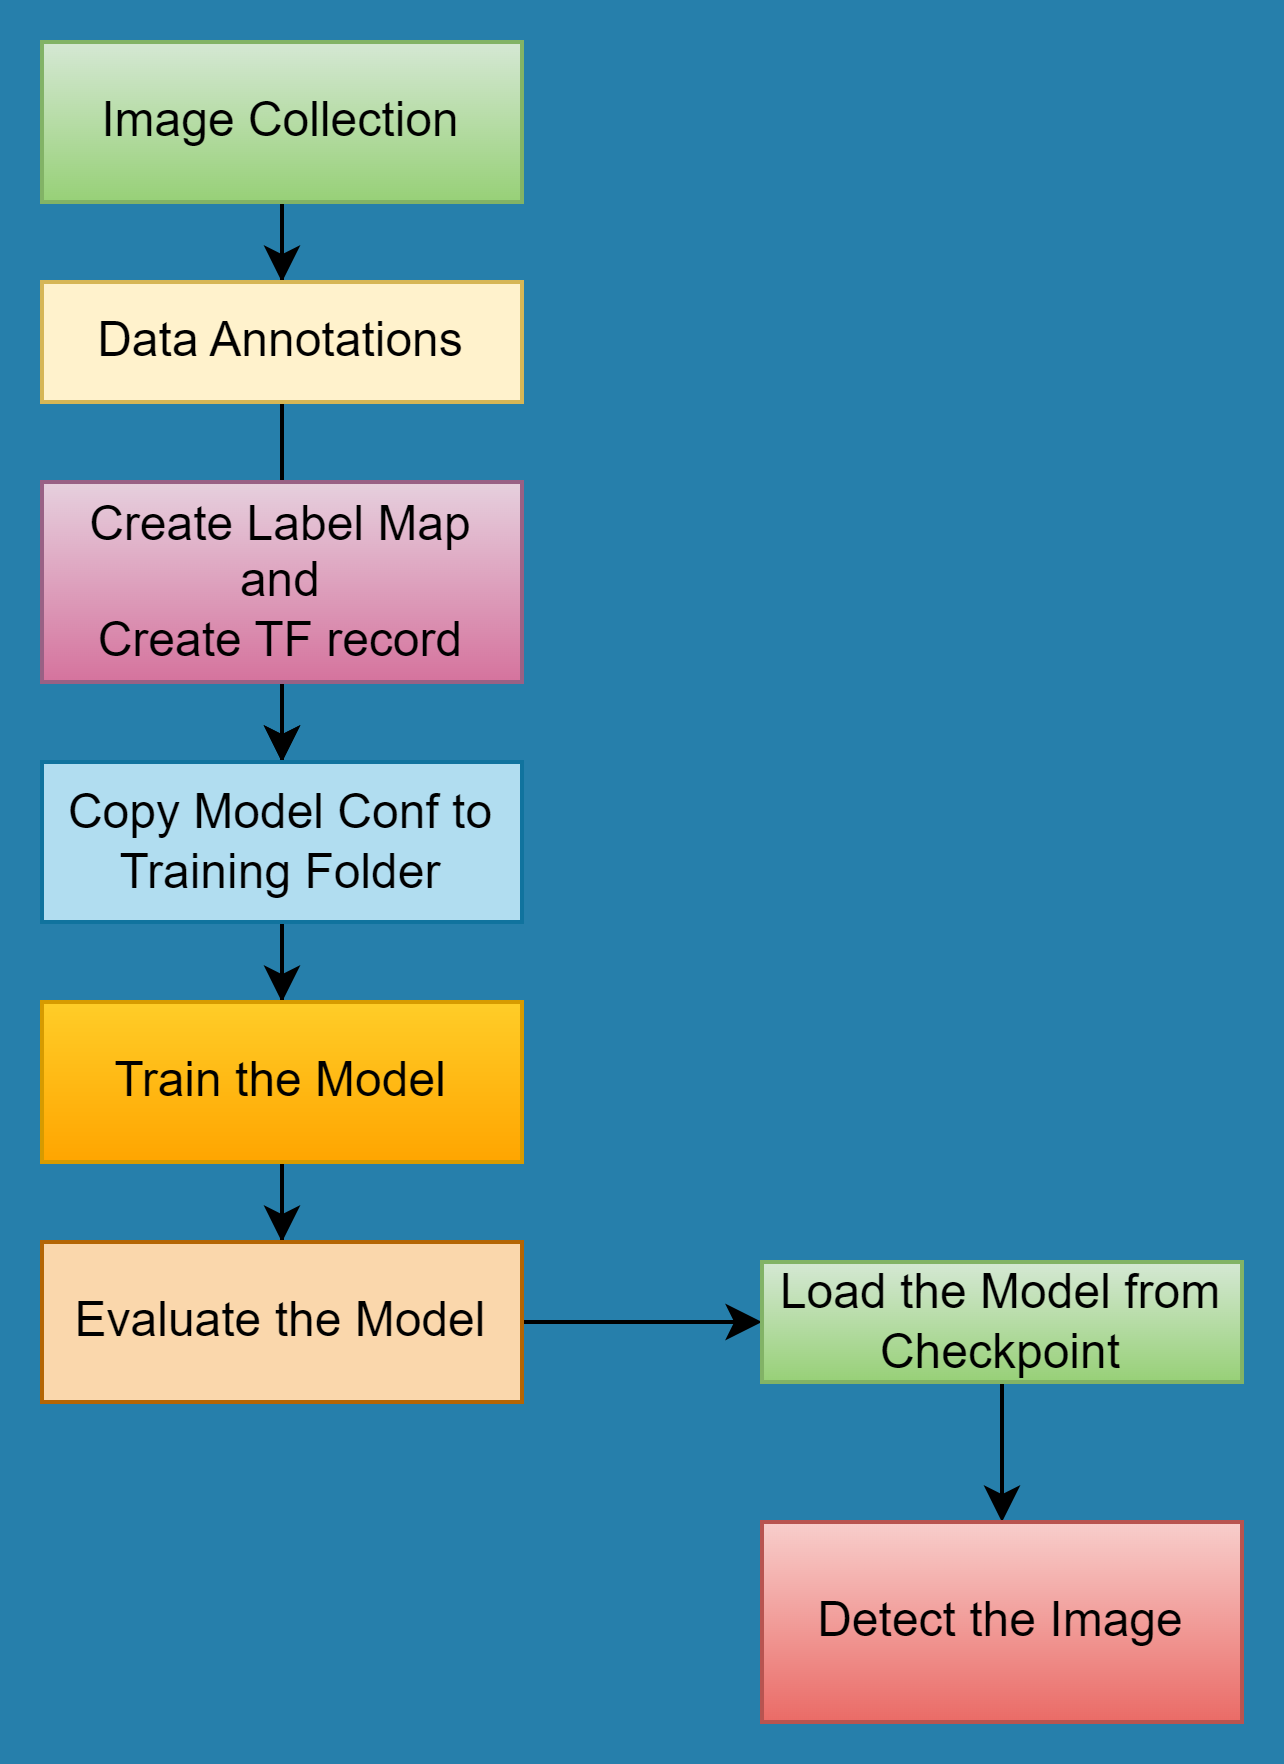 Image Collection
Data Annotations
Create Label Map
and
Create TF record
Copy Model Conf to
Training Folder
Train the Model
Evaluate the Model
Load the Model from
Checkpoint
Detect the Image